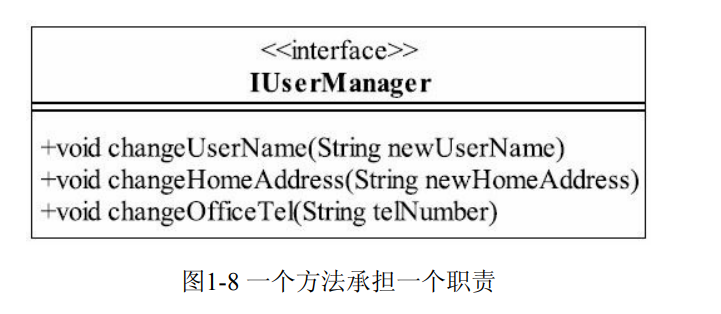 <<interface>>
IUserManager
+void changeUserName(String newUserName)
+void changeHomeAddress(String newHomeAddress)
+void changeOfficeTel(String telNumber)
图1-8 一个方法承担一个职责